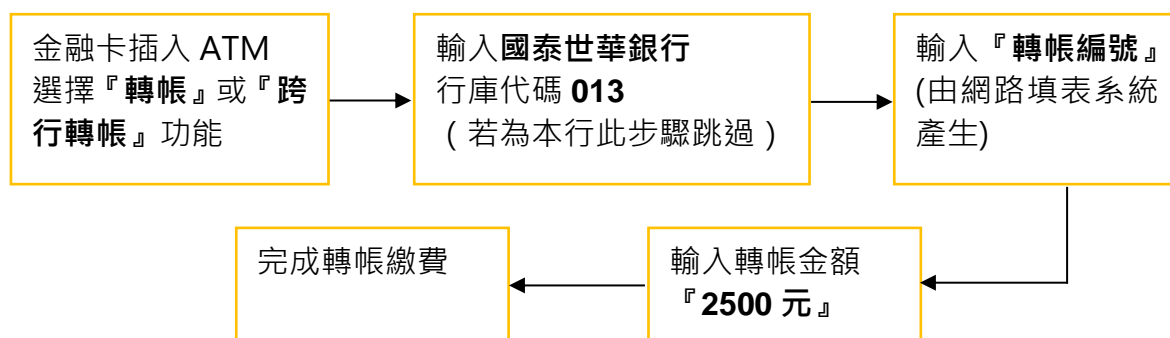 金融卡插入 ATM
選擇『轉帳』或『跨
行轉帳』功能
輸入國泰世華銀行
行庫代碼 013
（若為本行此步驟跳過）
輸入『轉帳編號』
(由網路填表系統
產生)
輸入轉帳金額
『2500 元』
完成轉帳繳費